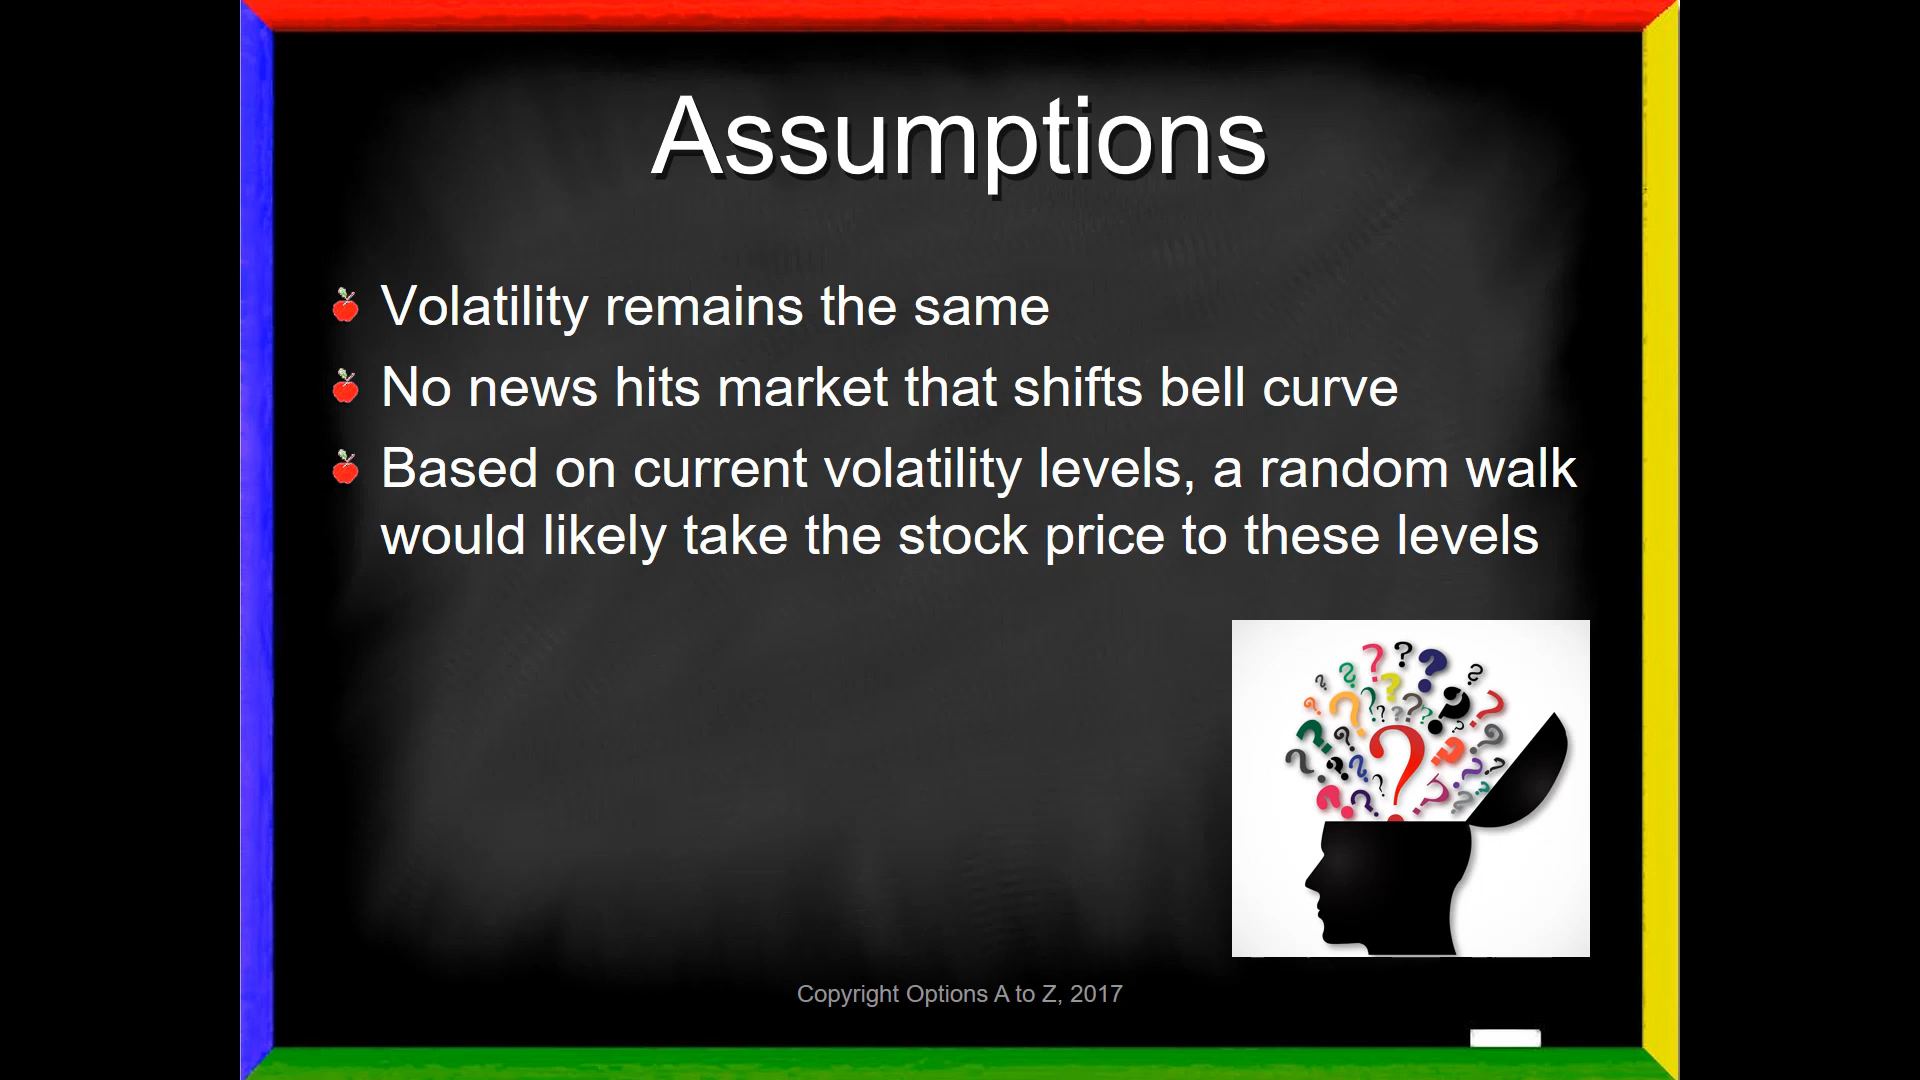 Assumptions
Volatility remains the same
No news hits market that shifts bell curve
Based on current volatility levels, a random walk
would likely take the stock price to these levels
Copyright Options A to Z, 2017